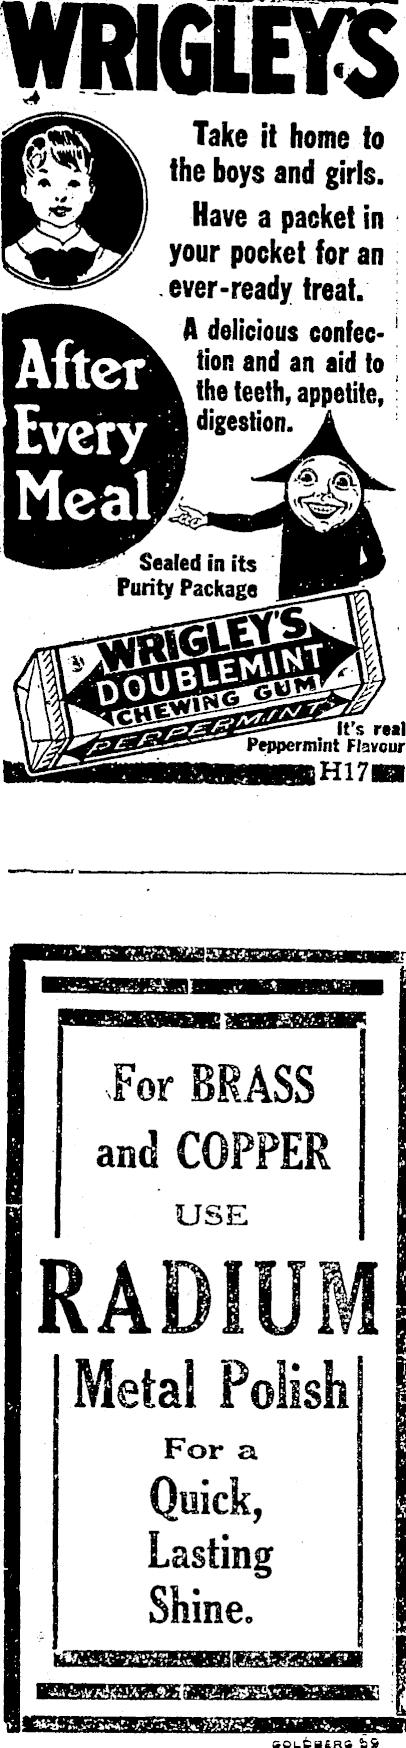 WRIGLEY'S
Take it home to
the boys and girls.
Have a packet in
your pocket for an
ever-ready treat.
A delicious confec-
tion and an aid to
the teeth, appetite,
digestion.
After
Every
Meal
Sealed in its
Purity Package
WRIGLEY'S
DOUBLEMINT
CHEWING GUM
PEPPERMINT
It's real
Peppermint Flavour
H17
For BRASS
and COPPER
USE
RADIUM
Metal Polish
For a
Quick,
Lasting
Shine.
GOLDBERG 59